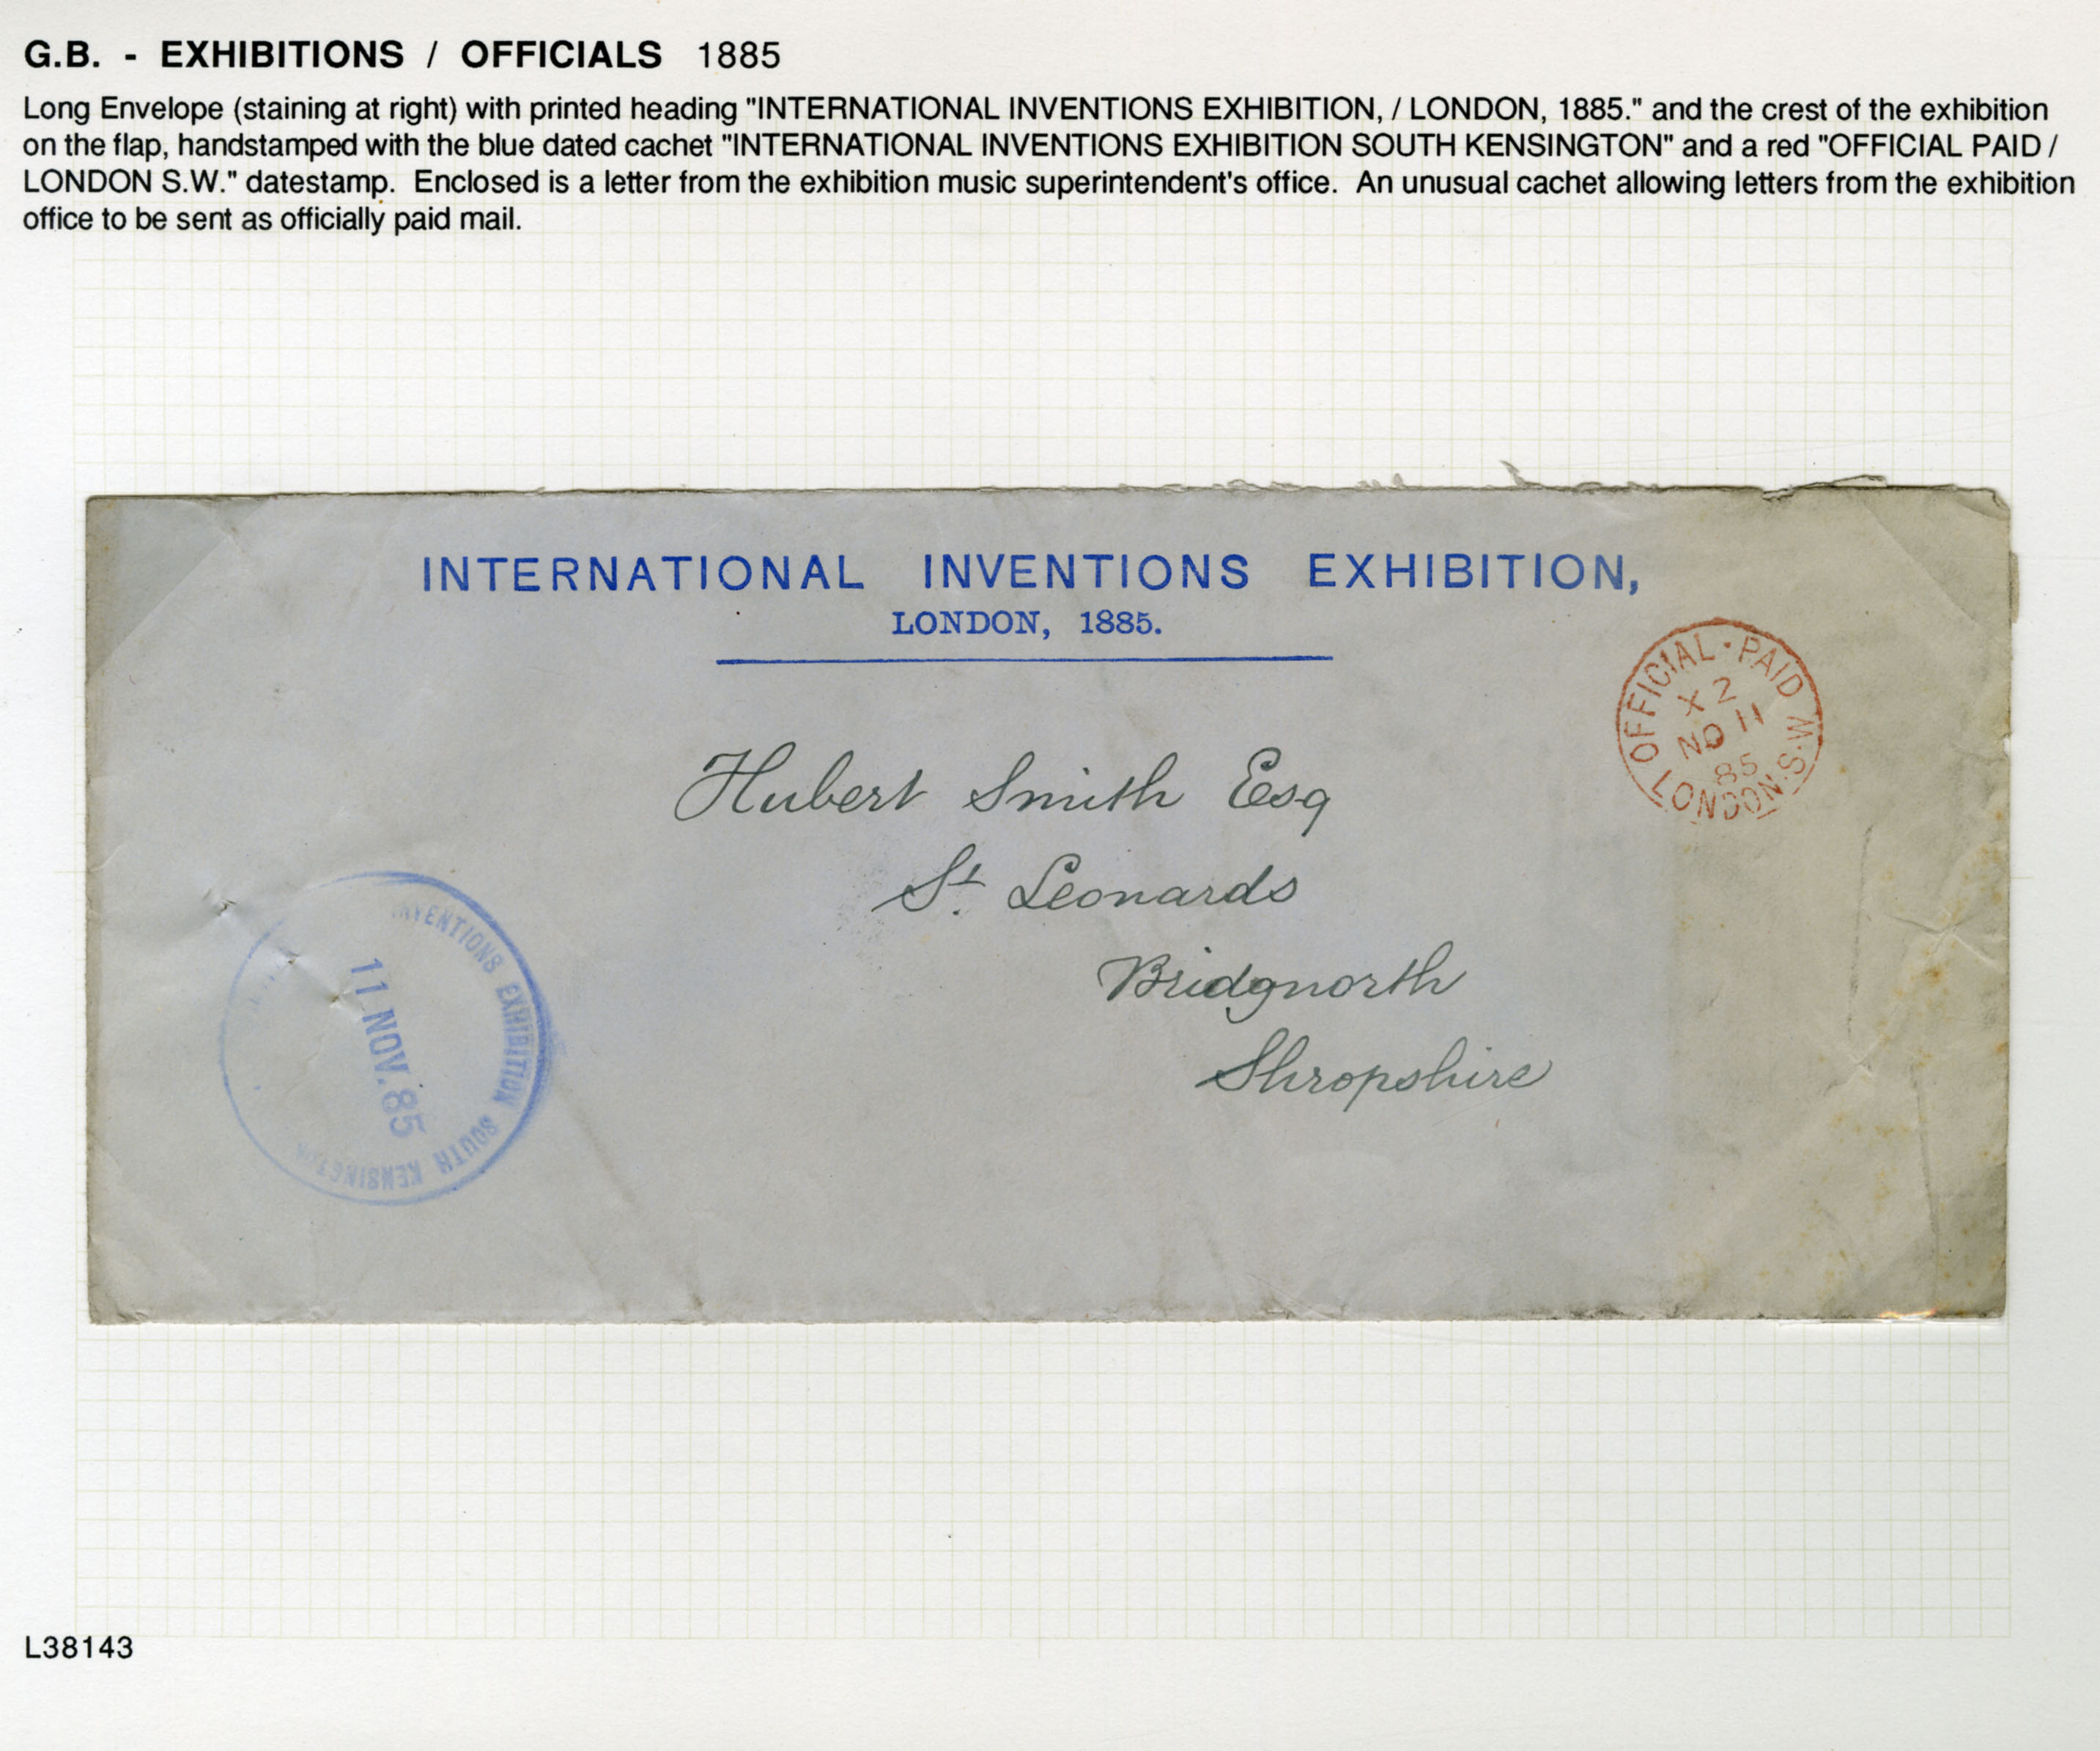 G.B. - EXHIBITIONS / OFFICIALS 1885
Long Envelope (staining at right) with printed heading "INTERNATIONAL INVENTIONS EXHIBITION, / LONDON, 1885." and the crest of the exhibition
on the flap, handstamped with the blue dated cachet "INTERNATIONAL INVENTIONS EXHIBITION SOUTH KENSINGTON" and a red "OFFICIAL PAID /
LONDON S.W." datestamp. Enclosed is a letter from the exhibition music superintendent's office. An unusual cachet allowing letters from the exhibition
office to be sent as officially paid mail.
INTERNATIONAL INVENTIONS EXHIBITION,
LONDON, 1885.
OFFICIAL · PAID
X 2
NO 11
85
LONDON.S.W.
Hubert Smith Esq
St. Leonards
Bridgnorth
Shropshire
INVENTIONS EXHIBITION SOUTH KENSINGTON
11 NOV.85
L38143